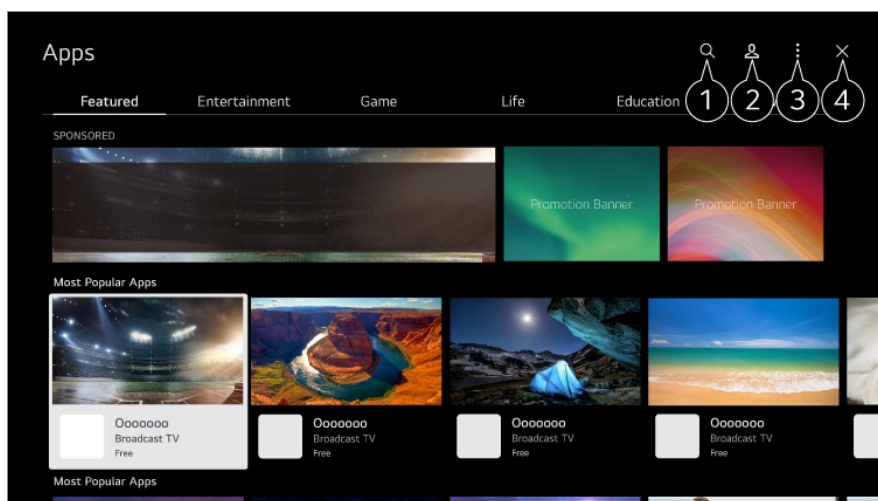 Apps
Featured Entertainment Game Life Education
1 2 3 4
SPONSORED
Promotion Banner Promotion Banner
Most Popular Apps
Ooooooo Ooooooo Ooooooo Ooooooo
Broadcast TV Broadcast TV Broadcast TV Broadcast TV
Free Free Free Free
Most Popular Apps